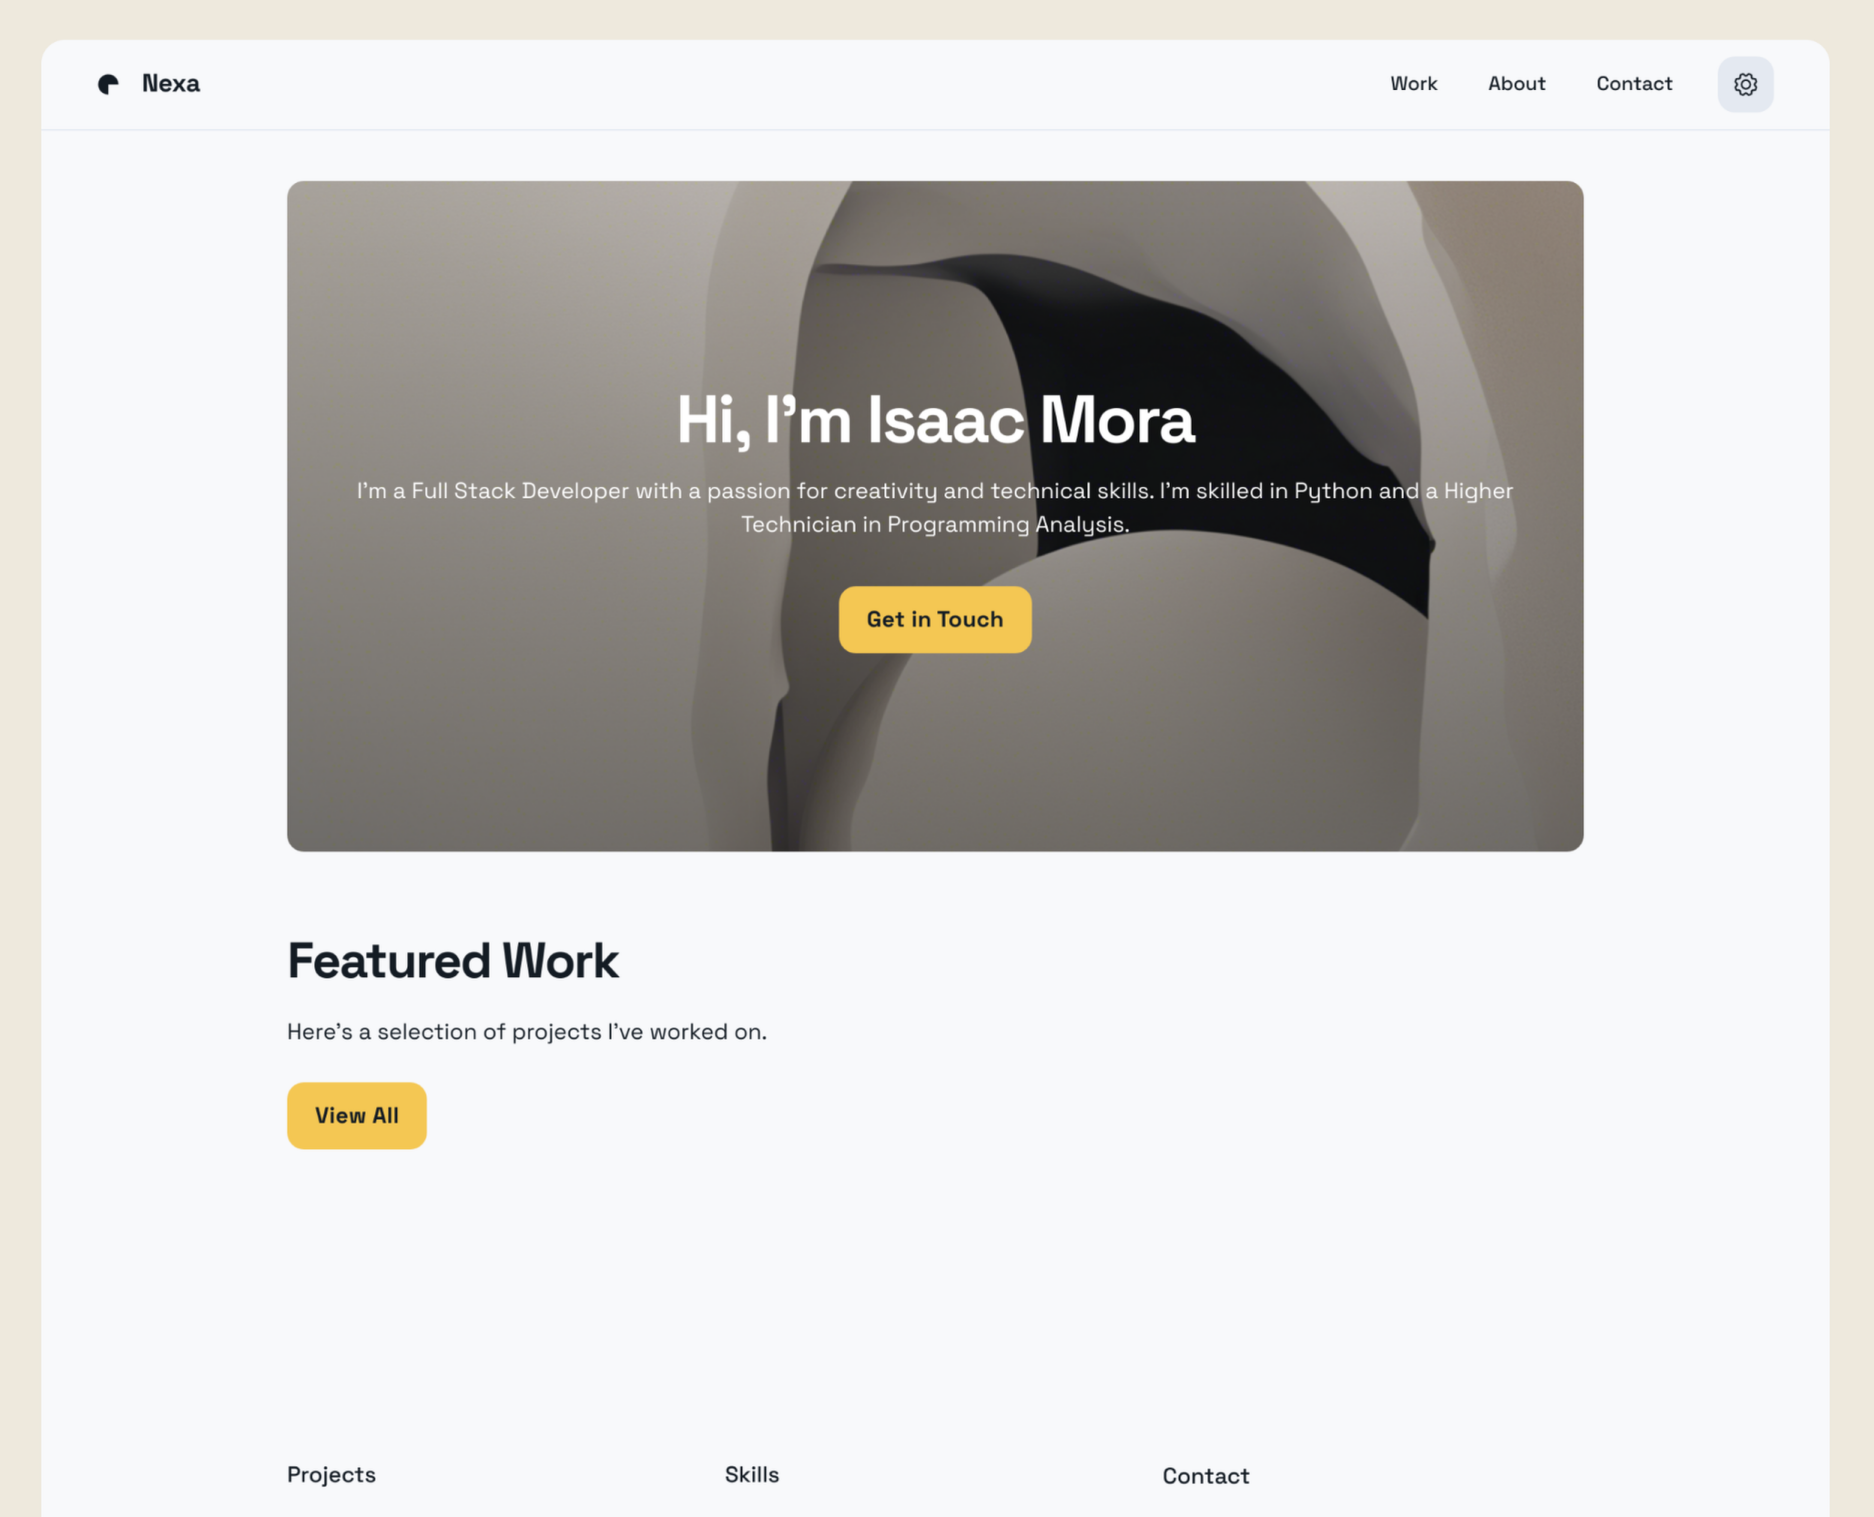 Nexa
Work
About
Contact
Hi, I’m Isaac Mora
I’m a Full Stack Developer with a passion for creativity and technical skills. I’m skilled in Python and a Higher
Technician in Programming Analysis.
Get in Touch
Featured Work
Here’s a selection of projects I’ve worked on.
View All
Projects
Skills
Contact